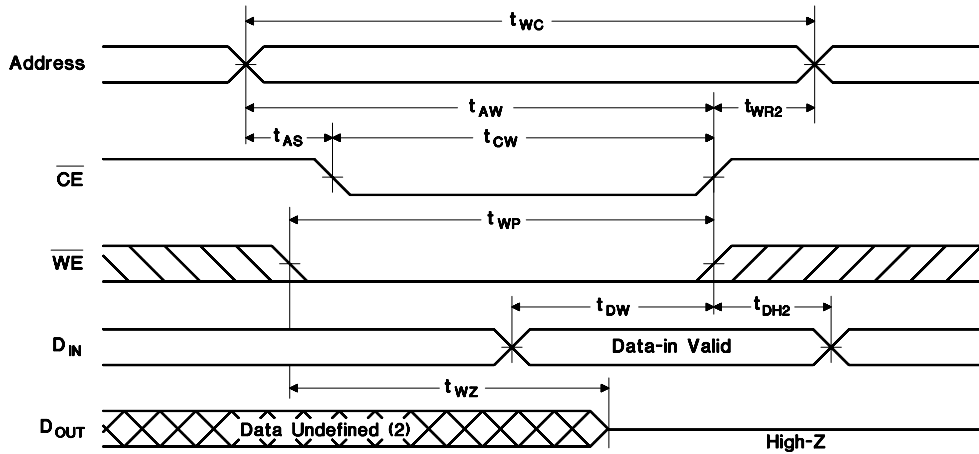 tWC
Address
tAW
tWR2
tAS
tCW
CE
tWP
WE
tDW
tDH2
DIN
Data-in Valid
tWZ
DOUT
Data Undefined (2)
High-Z